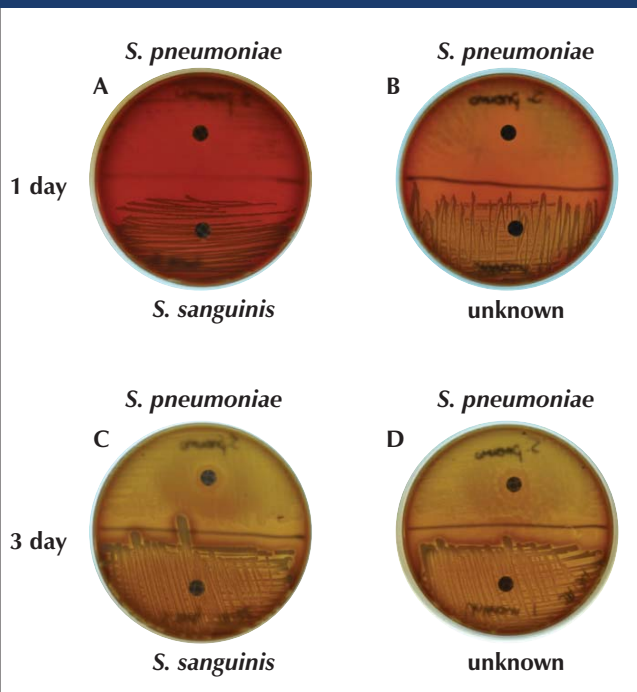 S. pneumoniae
S. pneumoniae
A
B
1 day
S. sanguinis
unknown
S. pneumoniae
S. pneumoniae
C
D
3 day
S. sanguinis
unknown